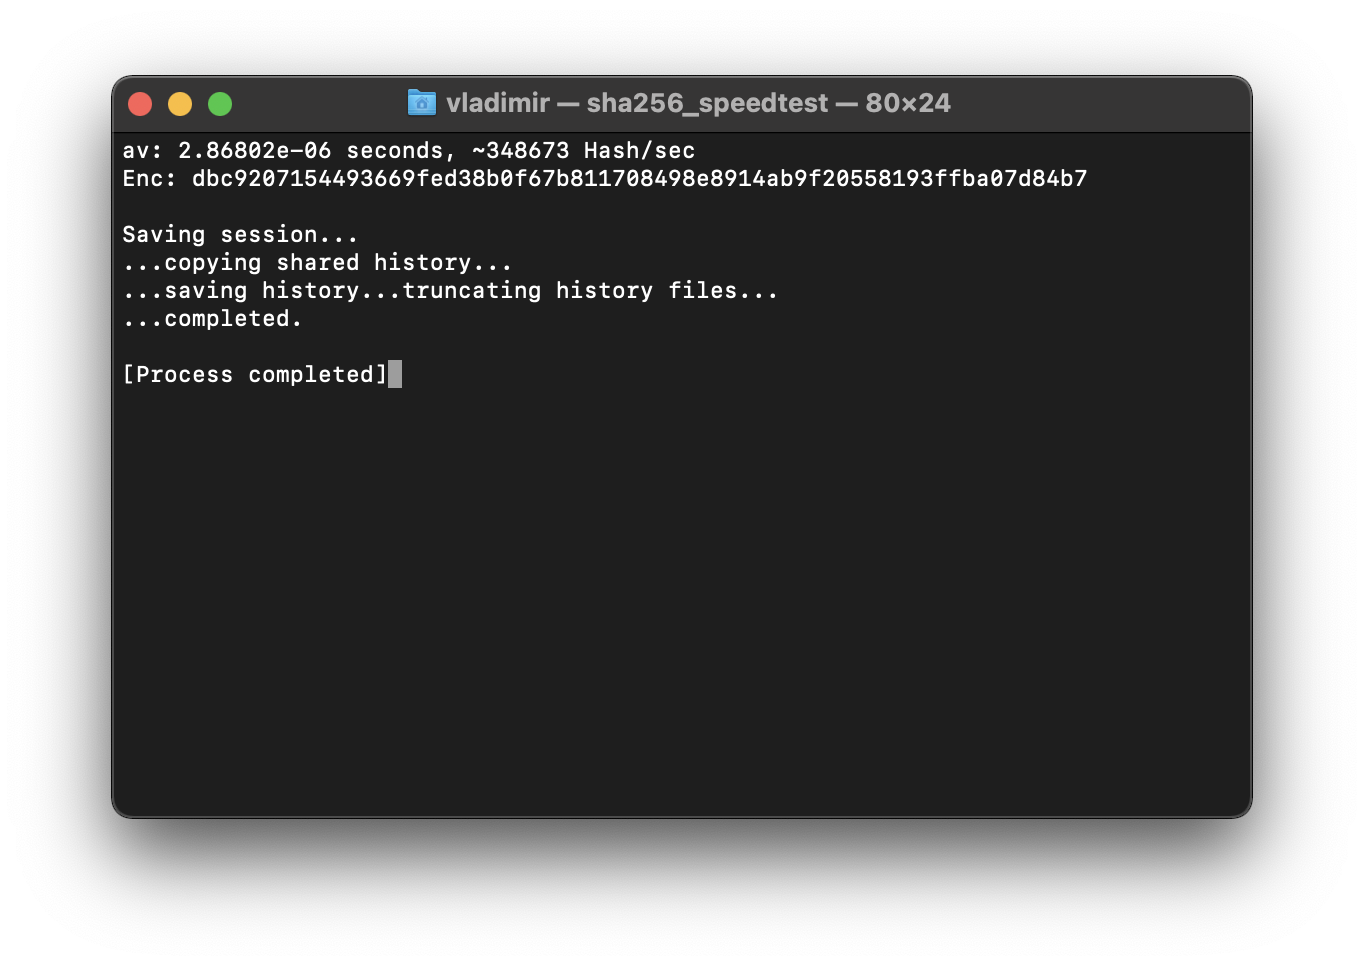 vladimir — sha256_speedtest — 80×24
av: 2.86802e-06 seconds, ~348673 Hash/sec
Enc: dbc9207154493669fed38b0f67b811708498e8914ab9f20558193ffba07d84b7
Saving session...
...copying shared history...
...saving history...truncating history files...
...completed.
[Process completed]